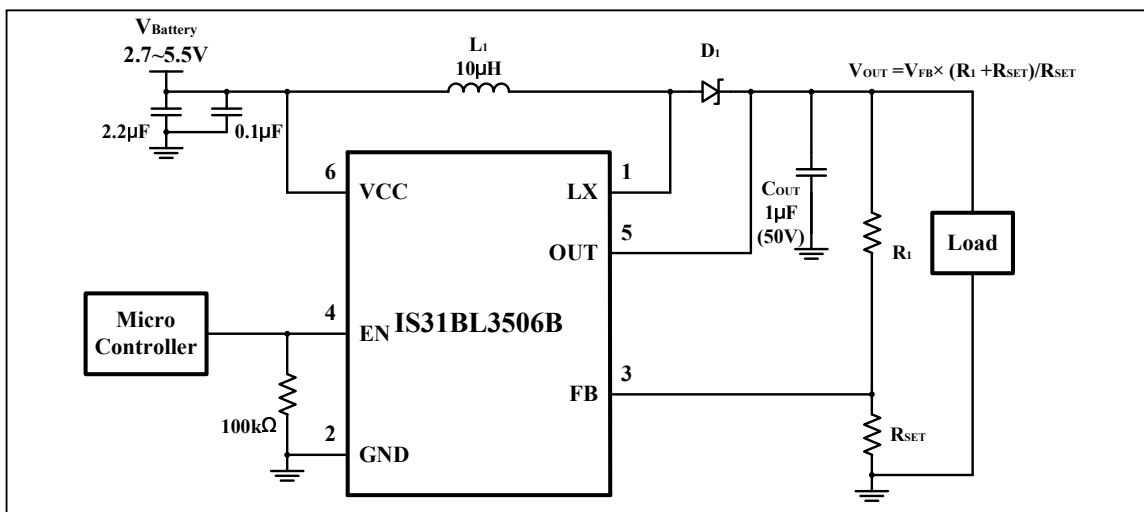 VBattery
2.7~5.5V
L1
10μH
D1
VOUT =VFB× (R1 +RSET)/RSET
2.2μF
0.1μF
6
VCC
1
LX
COUT
1μF
(50V)
5
OUT
R1
Load
Micro
Controller
4
EN
IS31BL3506B
3
FB
100kΩ
2
GND
RSET